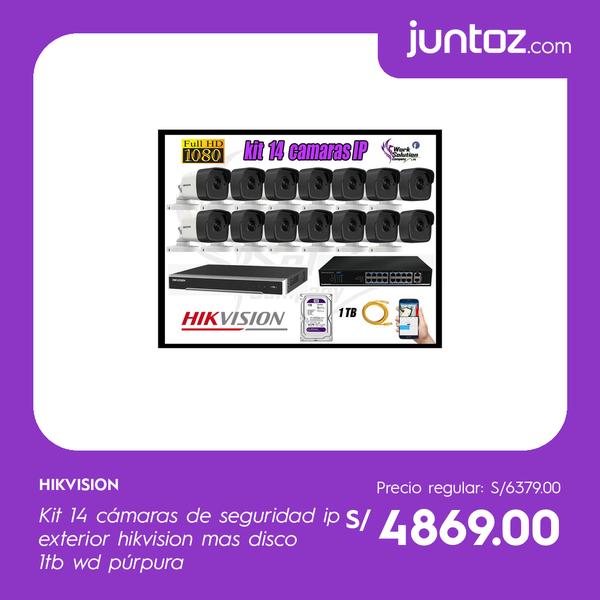 juntoz.com
Full HD
1080
kit 14 camaras IP
Work
Solution
Company
HIKVISION
1 TB
HIKVISION
Precio regular: S/6379.00
Kit 14 cámaras de seguridad ip
exterior hikvision mas disco
1tb wd púrpura
S/ 4869.00